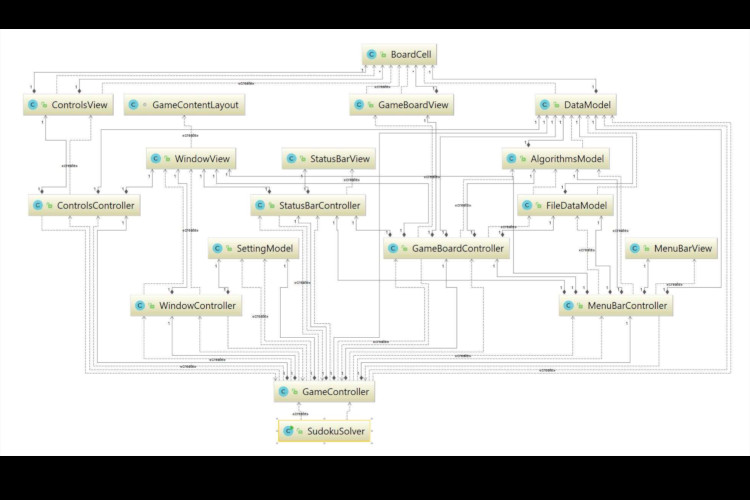 BoardCell
ControlsView
GameContentLayout
GameBoardView
DataModel
WindowView
StatusBarView
AlgorithmsModel
ControlsController
StatusBarController
FileDataModel
SettingModel
GameBoardController
MenuBarView
WindowController
MenuBarController
GameController
SudokuSolver